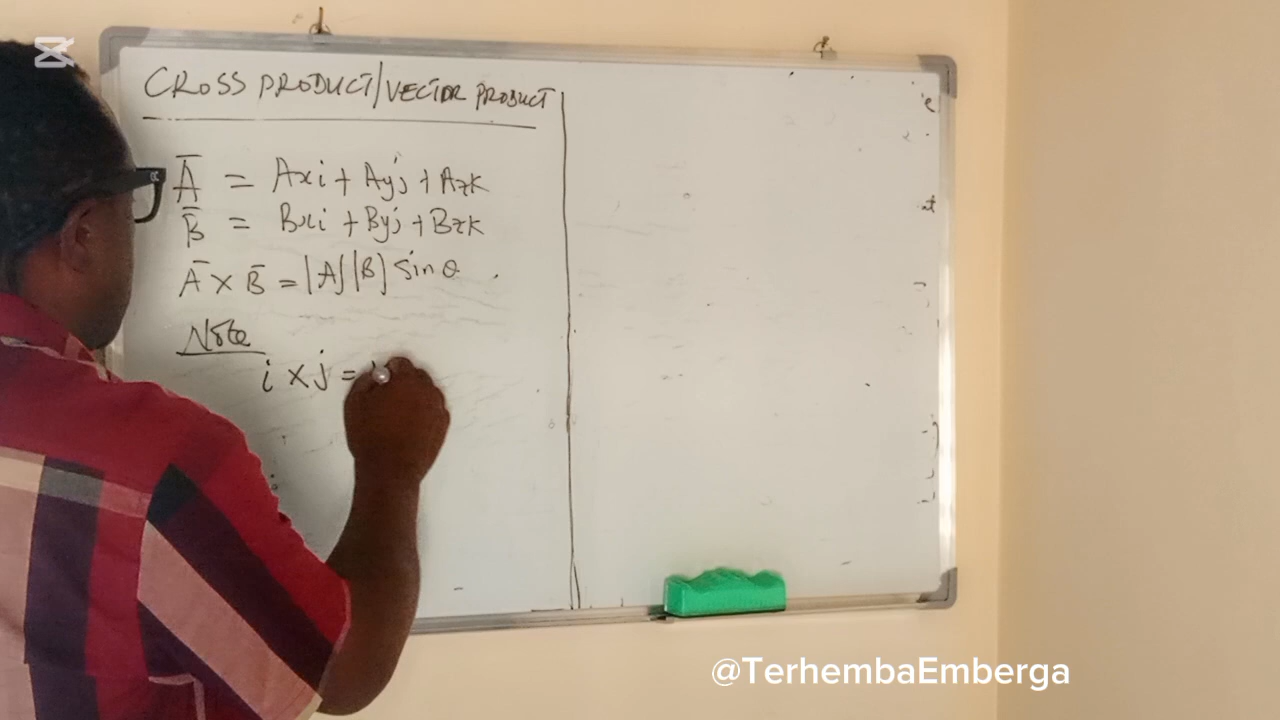 CROSS PRODUCT/VECTOR PRODUCT
A̅ = Axi + Ayj + Azk
B̅ = Bxi + Byj + Bzk
A̅ × B̅ = |A||B| Sin θ
Note
i × j =
@TerhembaEmberga